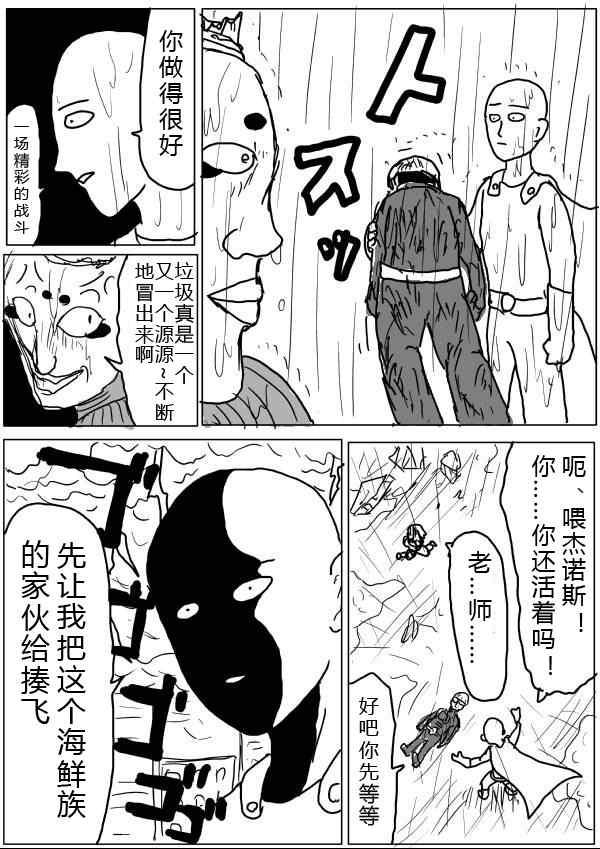 トスッ
你做得很好
一场精彩的战斗
垃圾真是一个
又一个源源~不断
地冒出来啊
呃、喂杰诺斯！
你……你还活着吗！
老…师……
好吧你先等等
ゴゴゴゴ
先让我把这个海鲜族
的家伙给揍飞